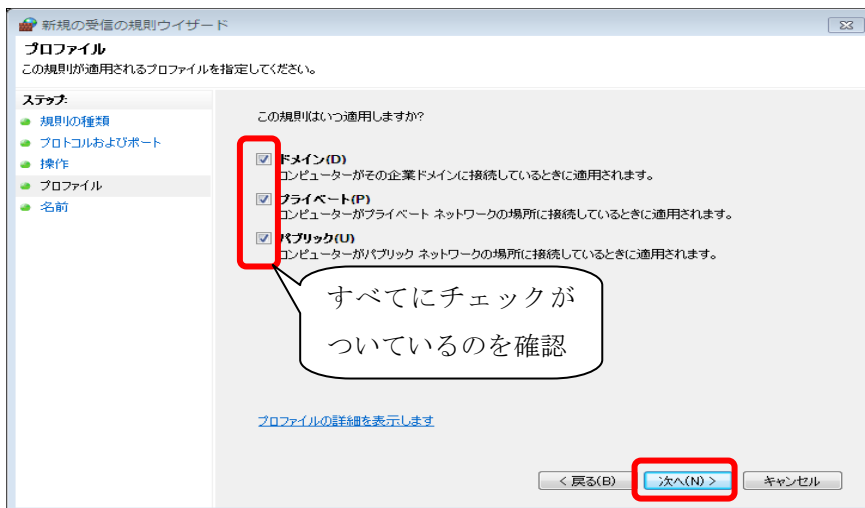 新規の受信の規則ウィザード
プロファイル
この規則が適用されるプロファイルを指定してください。
ステップ:
規則の種類
プロトコルおよびポート
操作
プロファイル
名前
この規則はいつ適用しますか?
ドメイン(D)
コンピューターがその企業ドメインに接続しているときに適用されます。
プライベート(P)
コンピューターがプライベート ネットワークの場所に接続しているときに適用されます。
パブリック(U)
コンピューターがパブリック ネットワークの場所に接続しているときに適用されます。
すべてにチェックが
ついているのを確認
プロファイルの詳細を表示します
< 戻る(B)
次へ(N) >
キャンセル